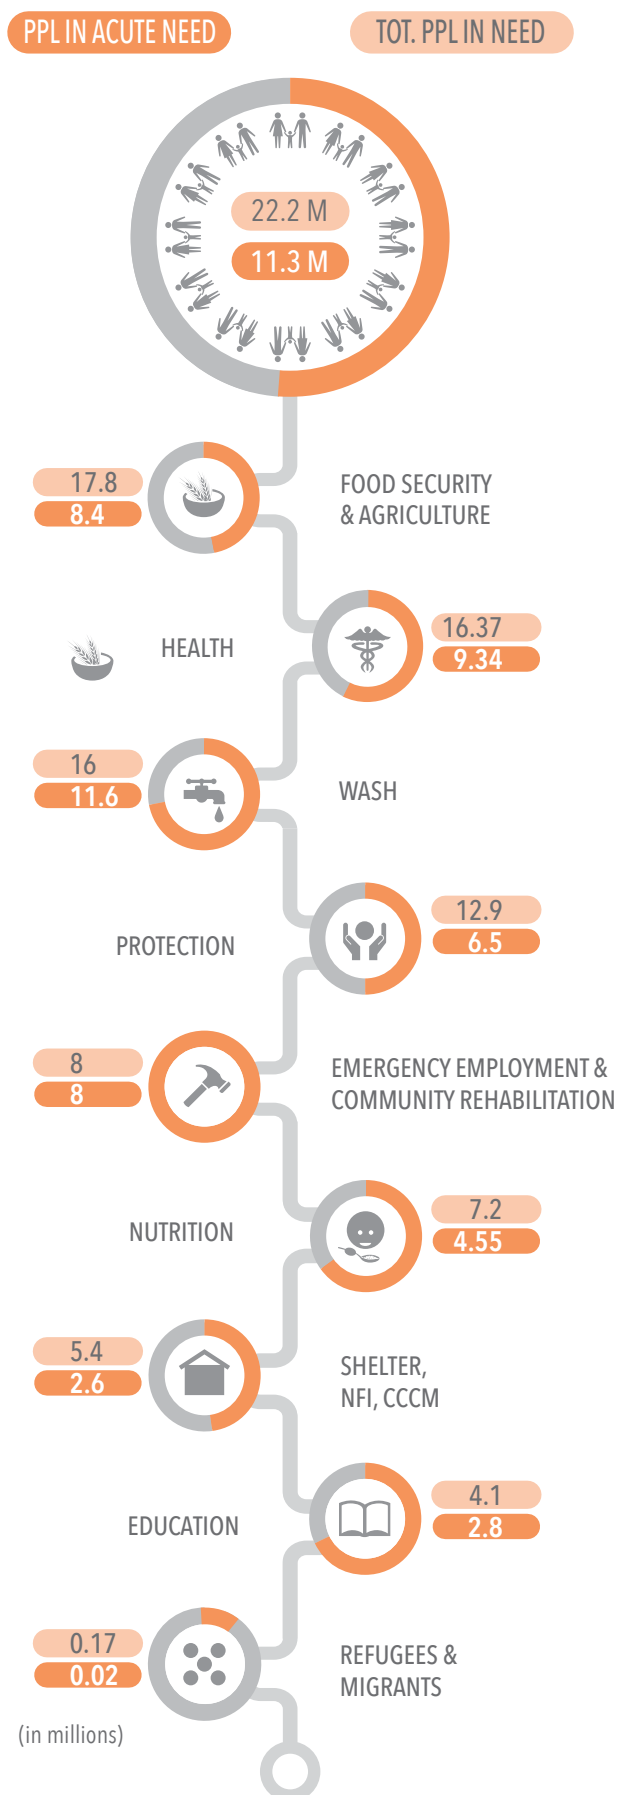 PPL IN ACUTE NEED
TOT. PPL IN NEED
22.2 M
11.3 M
17.8
8.4
FOOD SECURITY
& AGRICULTURE
HEALTH
16.37
9.34
16
11.6
WASH
PROTECTION
12.9
6.5
8
8
EMERGENCY EMPLOYMENT &
COMMUNITY REHABILITATION
NUTRITION
7.2
4.55
5.4
2.6
SHELTER,
NFI, CCCM
EDUCATION
4.1
2.8
0.17
0.02
REFUGEES &
MIGRANTS
(in millions)